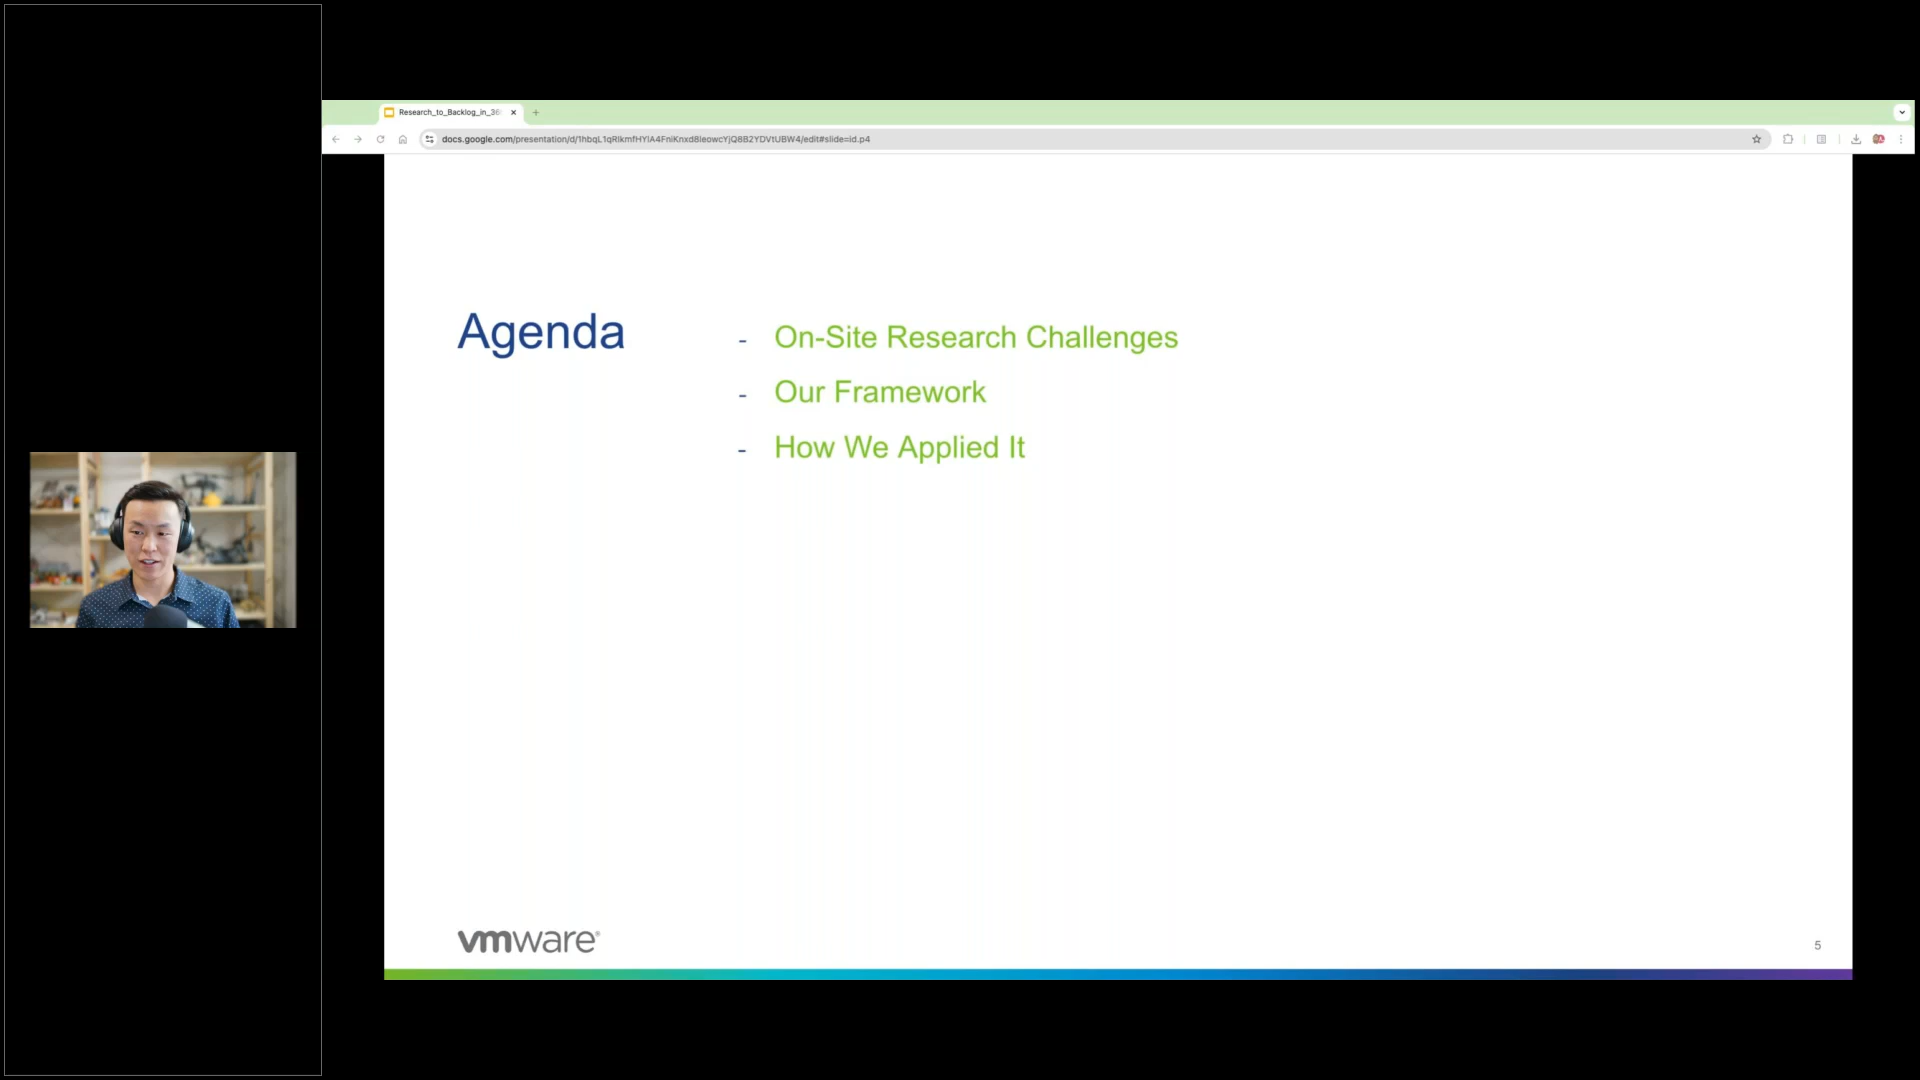 Research_to_Backlog_in_36
docs.google.com/presentation/d/1hbqL1qRlkmfHYlA4FniKnxd8leowcYjQ8B2YDVtUBW4/edit#slide=id.p4
Agenda
- On-Site Research Challenges
- Our Framework
- How We Applied It
vmware®
5